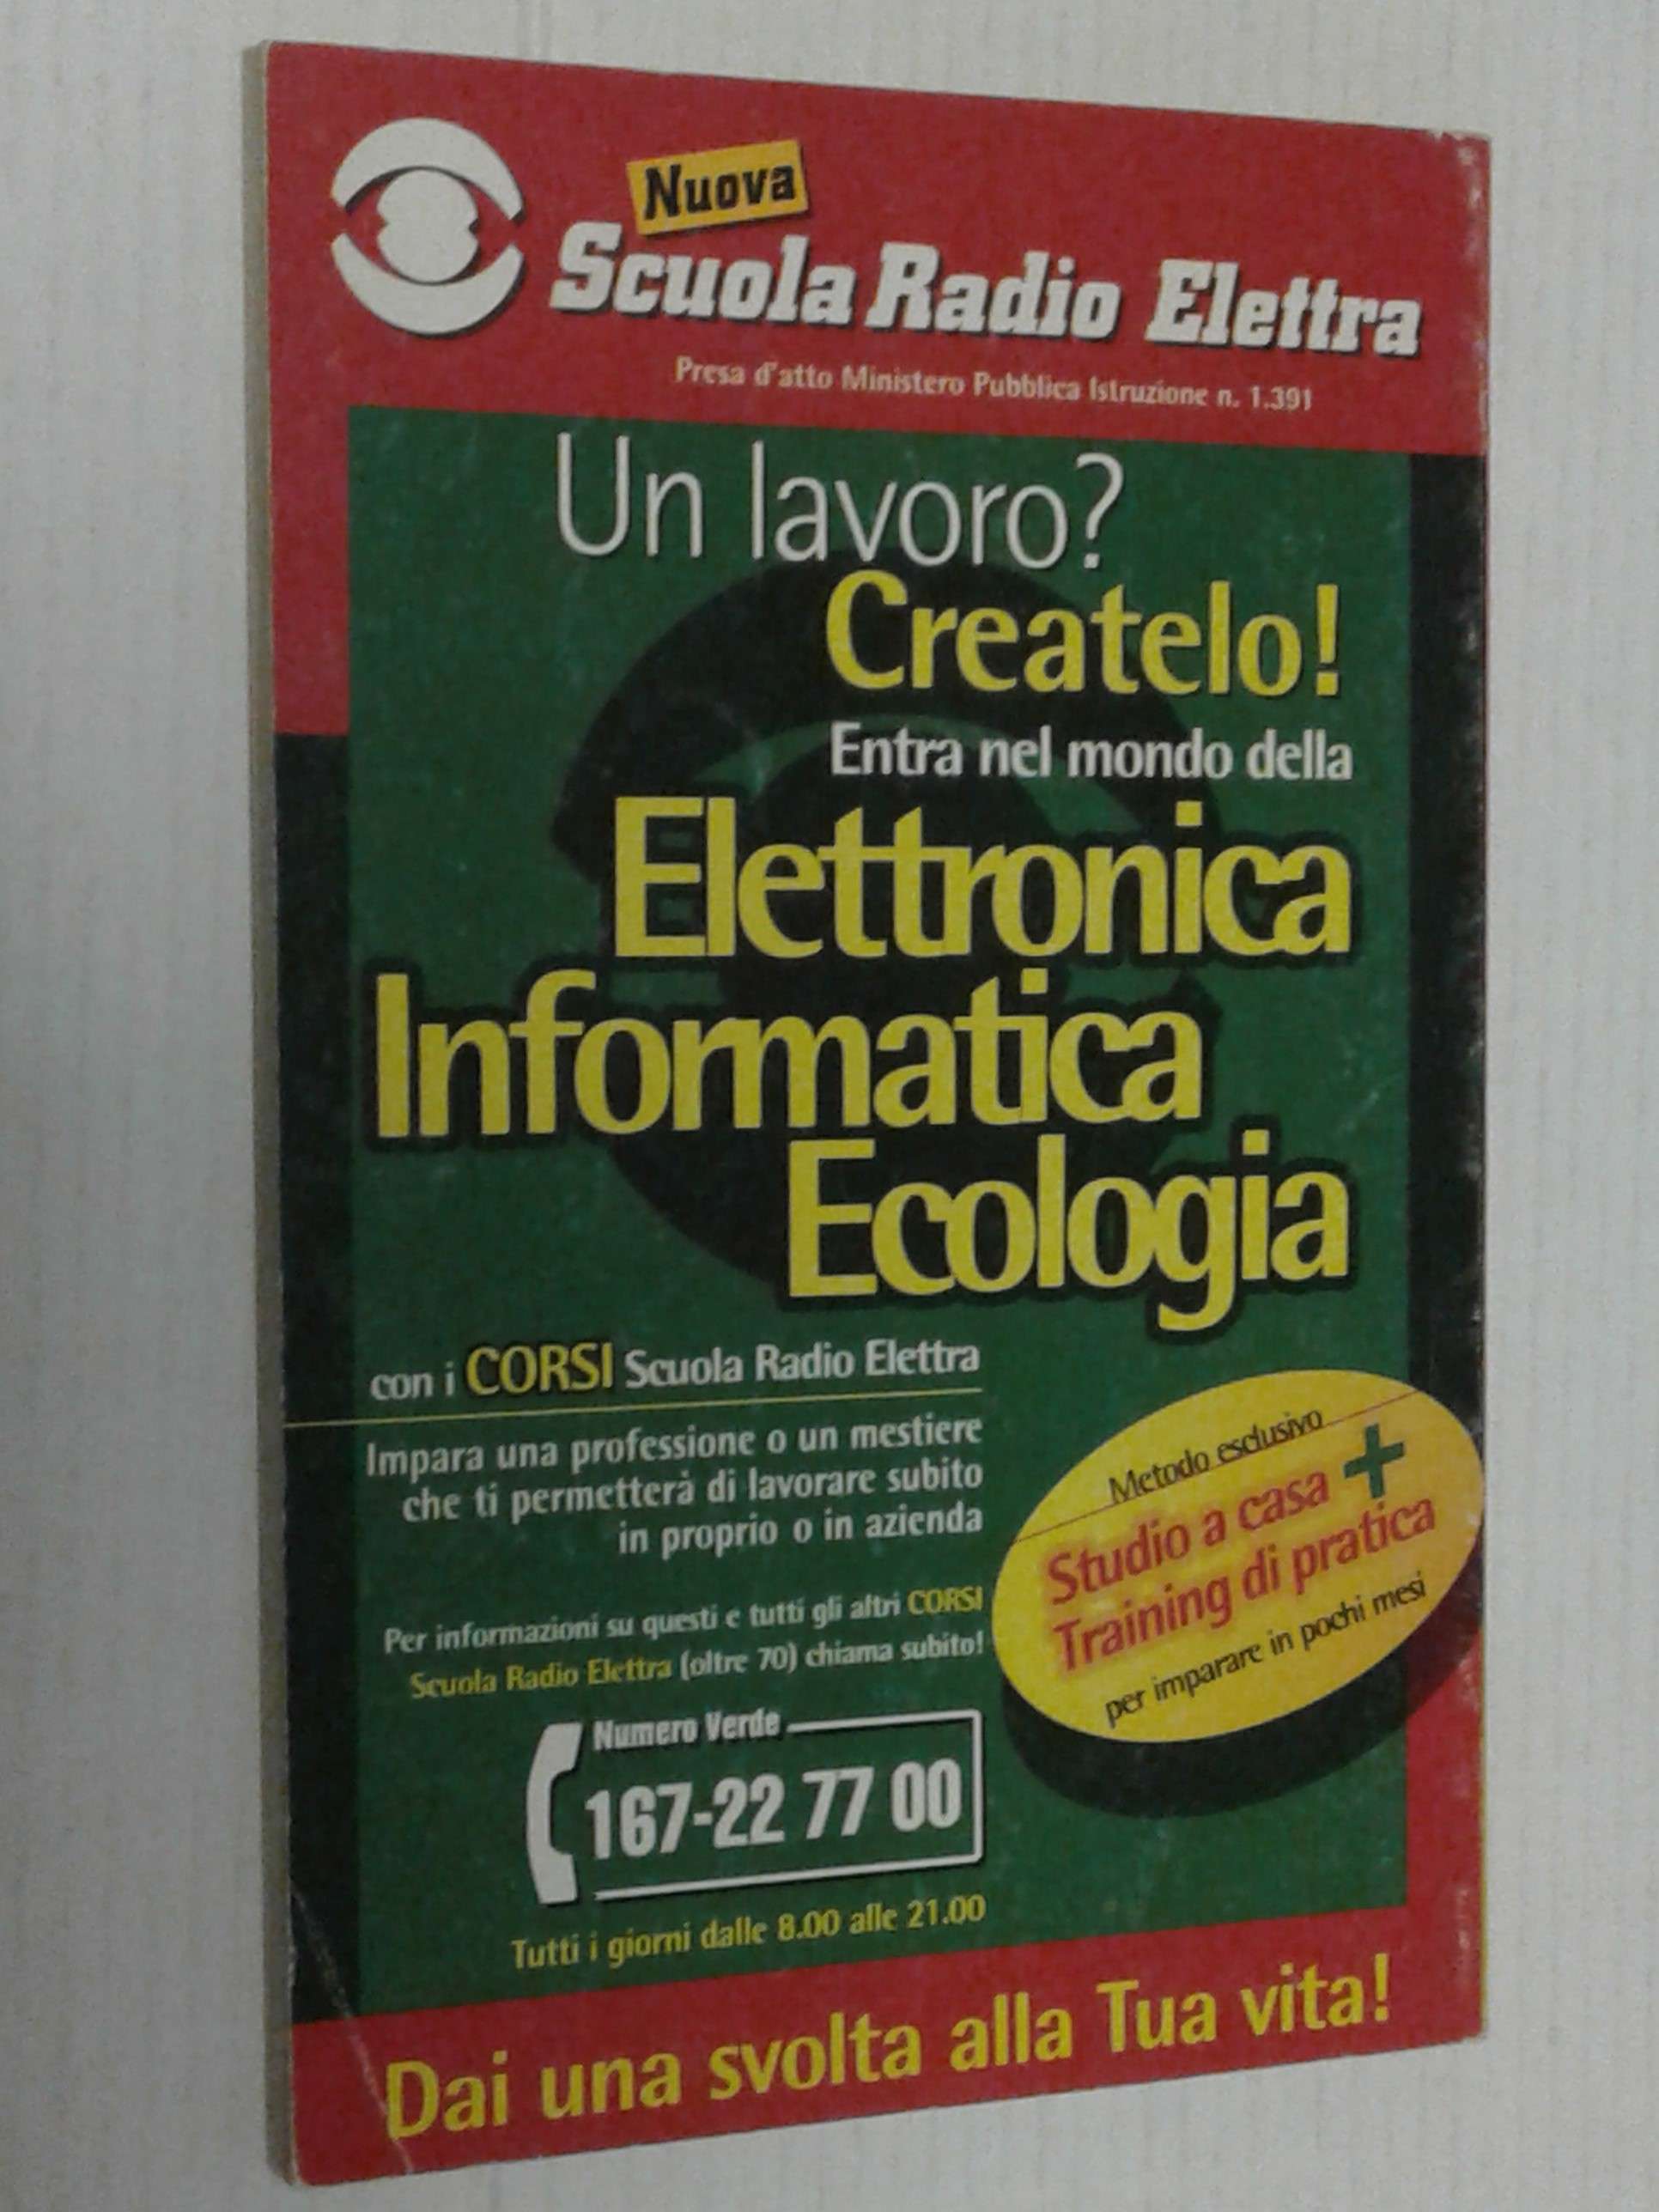 Nuova
Scuola Radio Elettra
Presa d'atto Ministero Pubblica Istruzione n. 1.391
Un lavoro?
Createlo!
Entra nel mondo della
Elettronica
Informatica
Ecologia
con i CORSI Scuola Radio Elettra
Impara una professione o un mestiere
che ti permetterà di lavorare subito
in proprio o in azienda
Metodo esclusivo
Studio a casa +
Training di pratica
per imparare in pochi mesi
Per informazioni su questi e tutti gli altri CORSI
Scuola Radio Elettra (oltre 70) chiama subito!
Numero Verde
167-22 77 00
Tutti i giorni dalle 8.00 alle 21.00
Dai una svolta alla Tua vita!